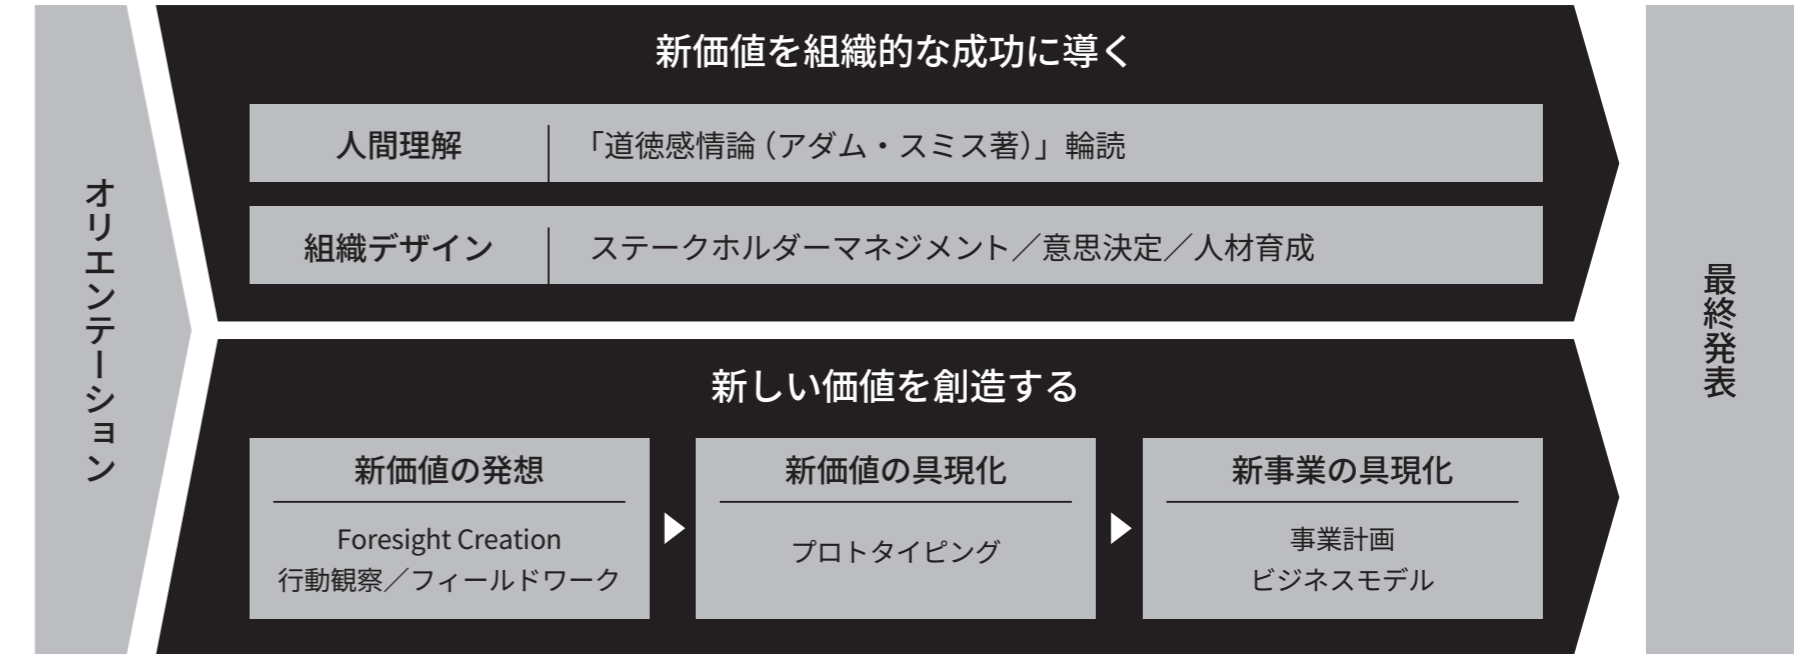 オリエンテーション
新価値を組織的な成功に導く
人間理解
「道徳感情論（アダム・スミス著）」輪読
組織デザイン
ステークホルダーマネジメント／意思決定／人材育成
新しい価値を創造する
新価値の発想
Foresight Creation
行動観察／フィールドワーク
新価値の具現化
プロトタイピング
新事業の具現化
事業計画
ビジネスモデル
最終発表